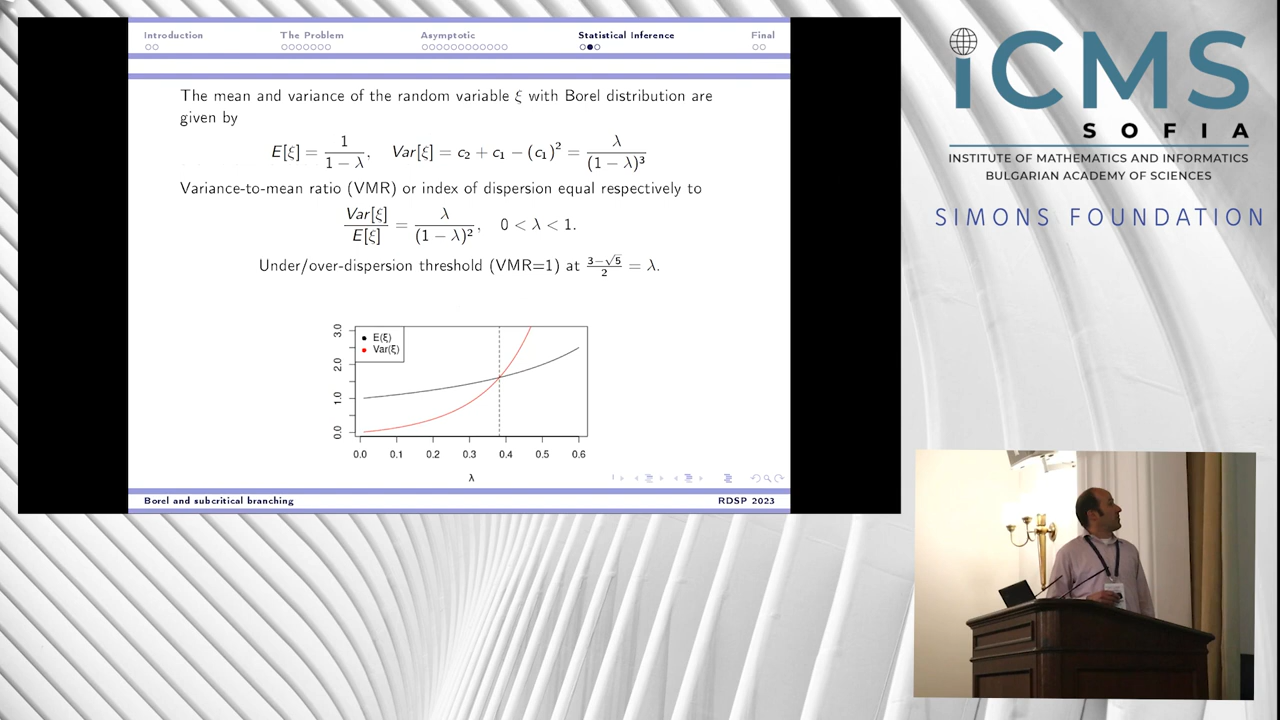 Introduction
The Problem
Asymptotic
Statistical Inference
Final
The mean and variance of the random variable ξ with Borel distribution are
given by
E[ξ] = 1/(1 − λ),   Var[ξ] = c₂ + c₁ − (c₁)² = λ/(1 − λ)³
Variance-to-mean ratio (VMR) or index of dispersion equal respectively to
Var[ξ]/E[ξ] = λ/(1 − λ)²,   0 < λ < 1.
Under/over-dispersion threshold (VMR=1) at (3−√5)/2 = λ.
E(ξ)
Var(ξ)
3.0
2.0
1.0
0.0
0.0 0.1 0.2 0.3 0.4 0.5 0.6
λ
Borel and subcritical branching
RDSP 2023
iCMS
SOFIA
INSTITUTE OF MATHEMATICS AND INFORMATICS
BULGARIAN ACADEMY OF SCIENCES
SIMONS FOUNDATION